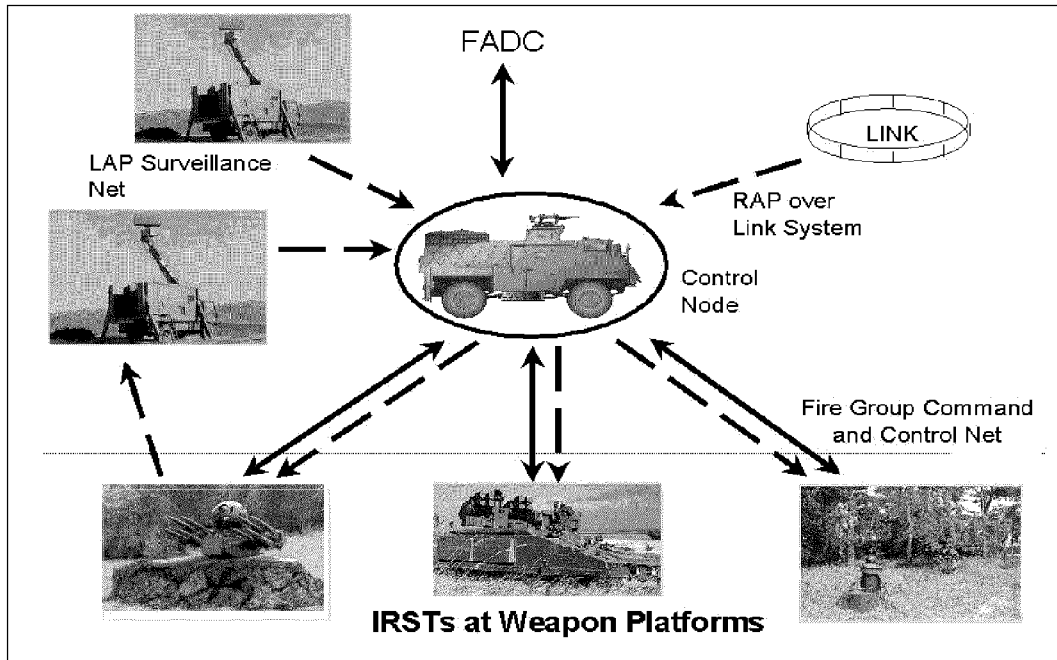 FADC
LINK
LAP Surveillance
Net
RAP over
Link System
Control
Node
Fire Group Command
and Control Net
IRSTs at Weapon Platforms